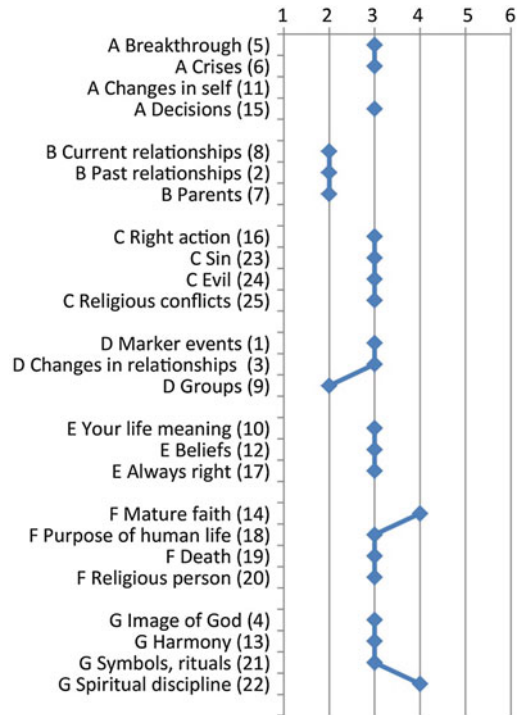 1 2 3 4 5 6
A Breakthrough (5)
A Crises (6)
A Changes in self (11)
A Decisions (15)
B Current relationships (8)
B Past relationships (2)
B Parents (7)
C Right action (16)
C Sin (23)
C Evil (24)
C Religious conflicts (25)
D Marker events (1)
D Changes in relationships (3)
D Groups (9)
E Your life meaning (10)
E Beliefs (12)
E Always right (17)
F Mature faith (14)
F Purpose of human life (18)
F Death (19)
F Religious person (20)
G Image of God (4)
G Harmony (13)
G Symbols, rituals (21)
G Spiritual discipline (22)